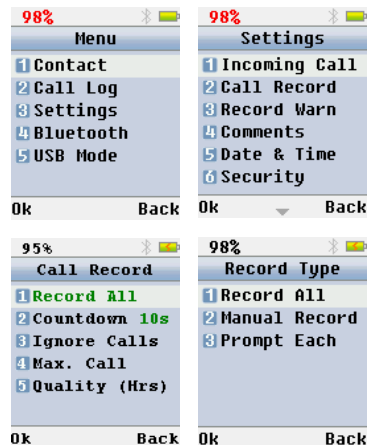 98%
Menu
1 Contact
2 Call Log
3 Settings
4 Bluetooth
5 USB Mode
Ok Back
98%
Settings
1 Incoming Call
2 Call Record
3 Record Warn
4 Comments
5 Date & Time
6 Security
Ok Back
95%
Call Record
1 Record All
2 Countdown 10s
3 Ignore Calls
4 Max. Call
5 Quality (Hrs)
Ok Back
98%
Record Type
1 Record All
2 Manual Record
3 Prompt Each
Ok Back